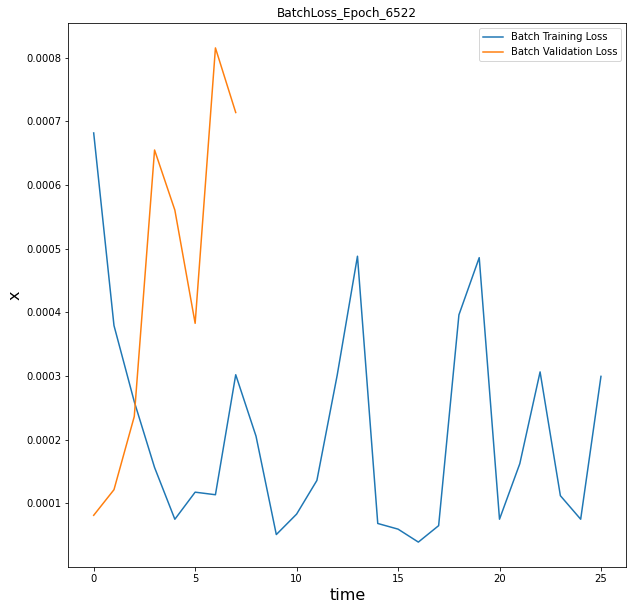 BatchLoss_Epoch_6522
Batch Training Loss
Batch Validation Loss
0.0008
0.0007
0.0006
0.0005
0.0004
0.0003
0.0002
0.0001
x
0
5
10
15
20
25
time